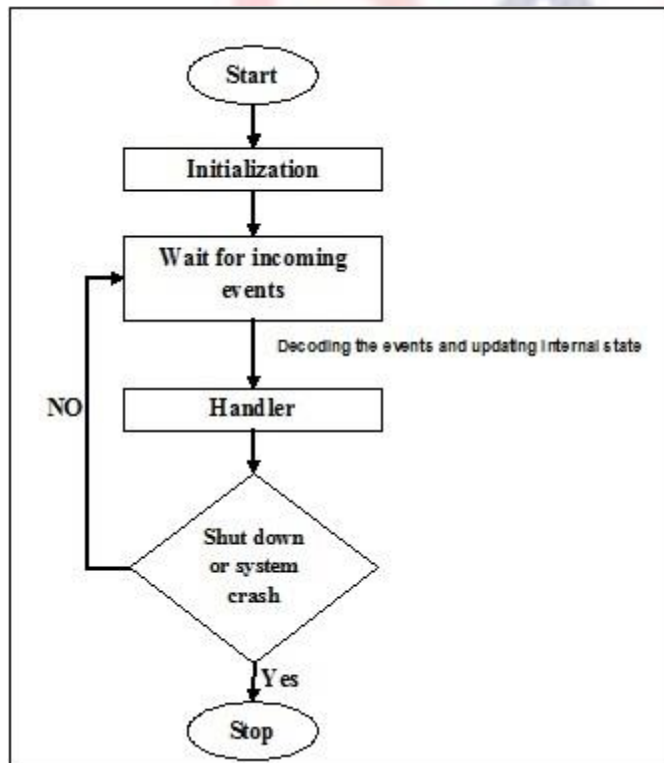 Start
Initialization
Wait for incoming
events
Decoding the events and updating internal state
Handler
NO
Shut down
or system
crash
Yes
Stop